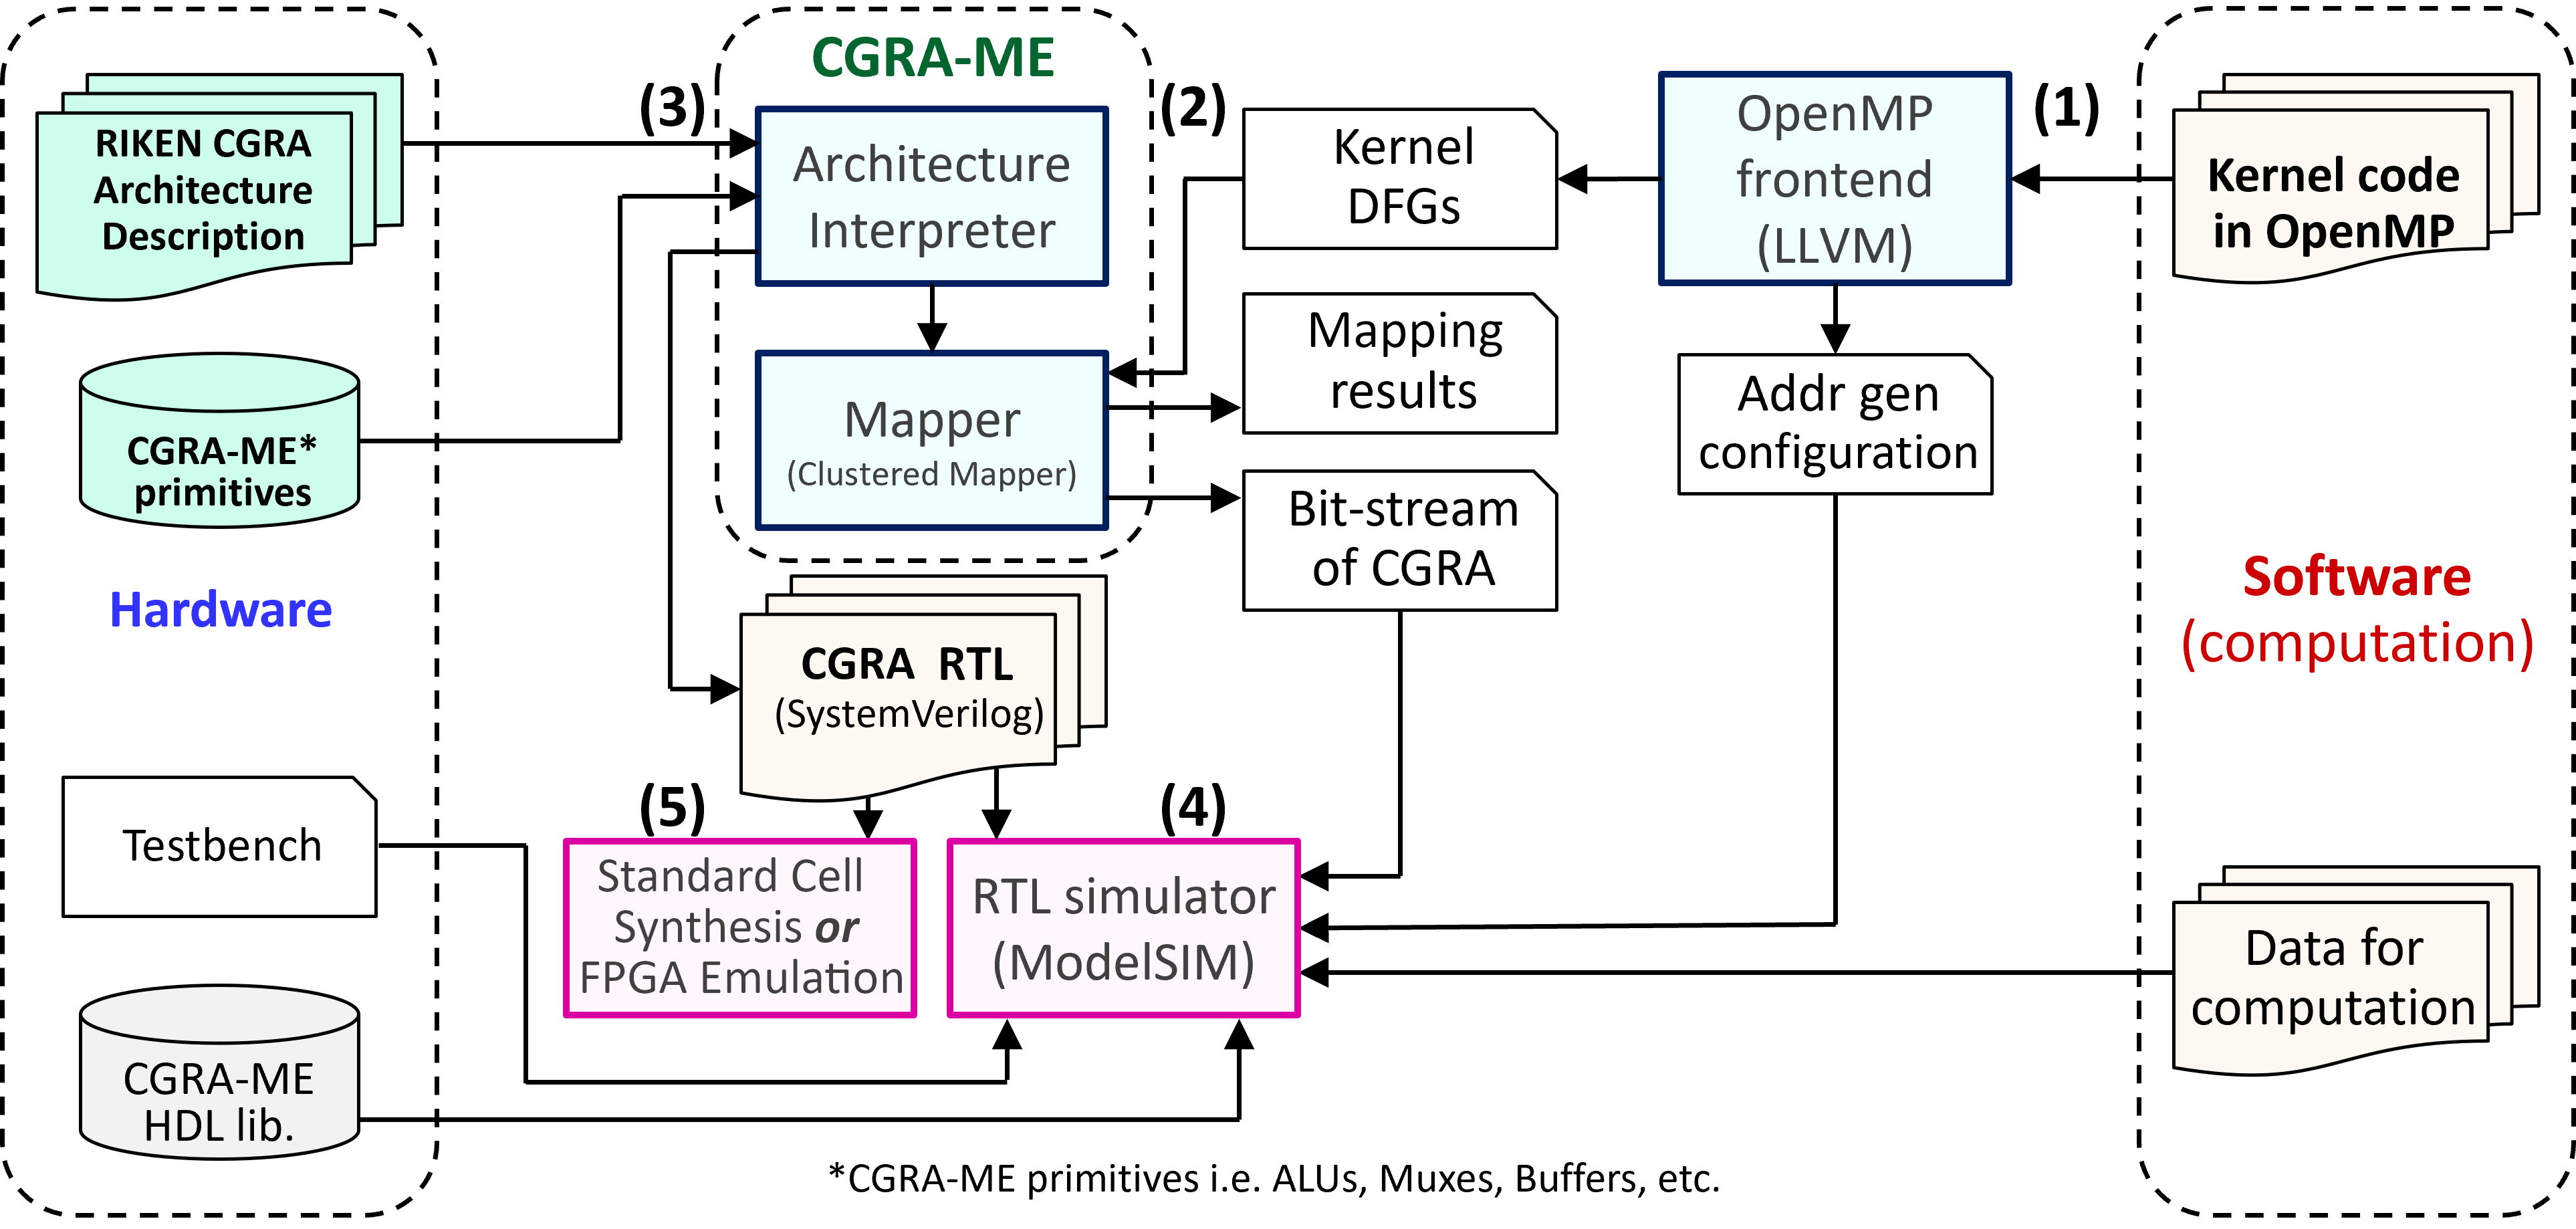 CGRA-ME
(3)
(2)
(1)
RIKEN CGRA
Architecture
Description
Architecture
Interpreter
Kernel
DFGs
OpenMP
frontend
(LLVM)
Kernel code
in OpenMP
CGRA-ME*
primitives
Mapper
(Clustered Mapper)
Mapping
results
Addr gen
configuration
Bit-stream
of CGRA
Hardware
Software
(computation)
CGRA RTL
(SystemVerilog)
(5)
(4)
Testbench
Standard Cell
Synthesis or
FPGA Emulation
RTL simulator
(ModelSIM)
Data for
computation
CGRA-ME
HDL lib.
*CGRA-ME primitives i.e. ALUs, Muxes, Buffers, etc.